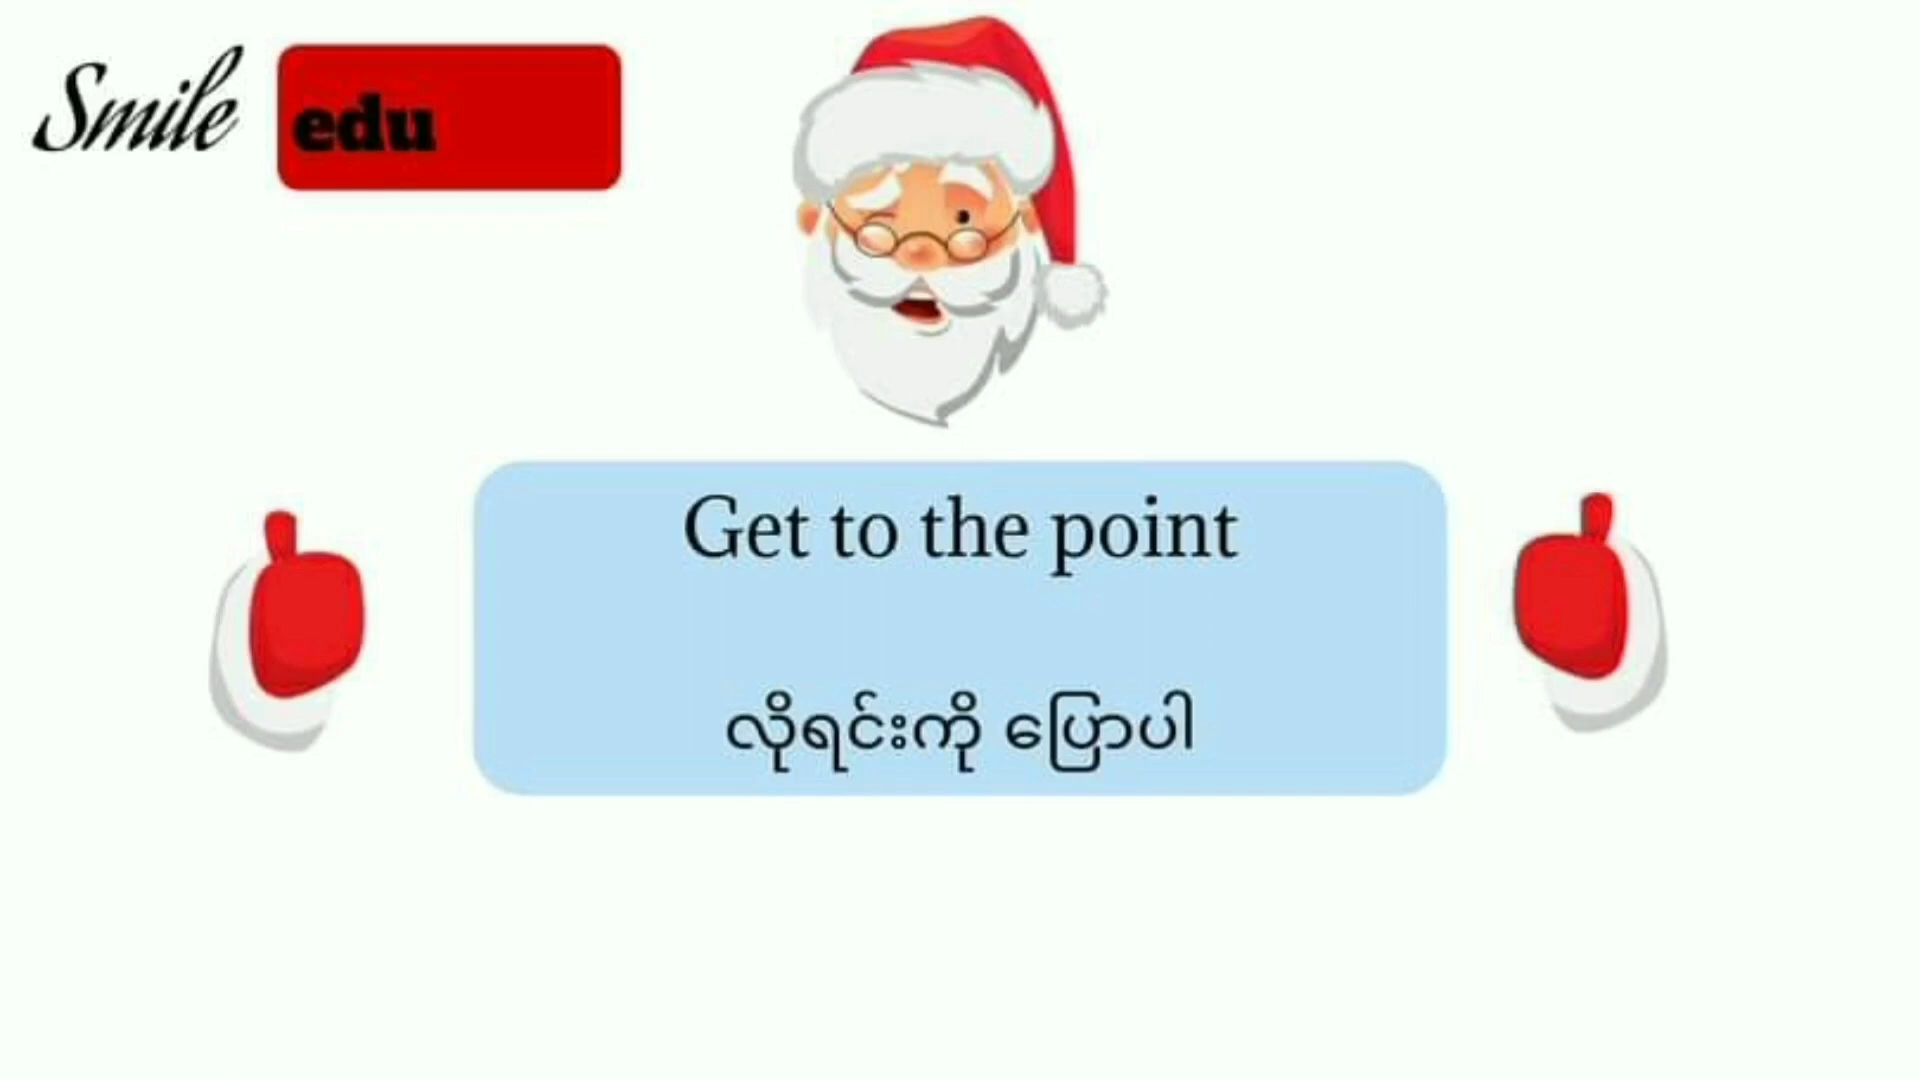 Smile edu
Get to the point
လိုရင်းကို ပြောပါ